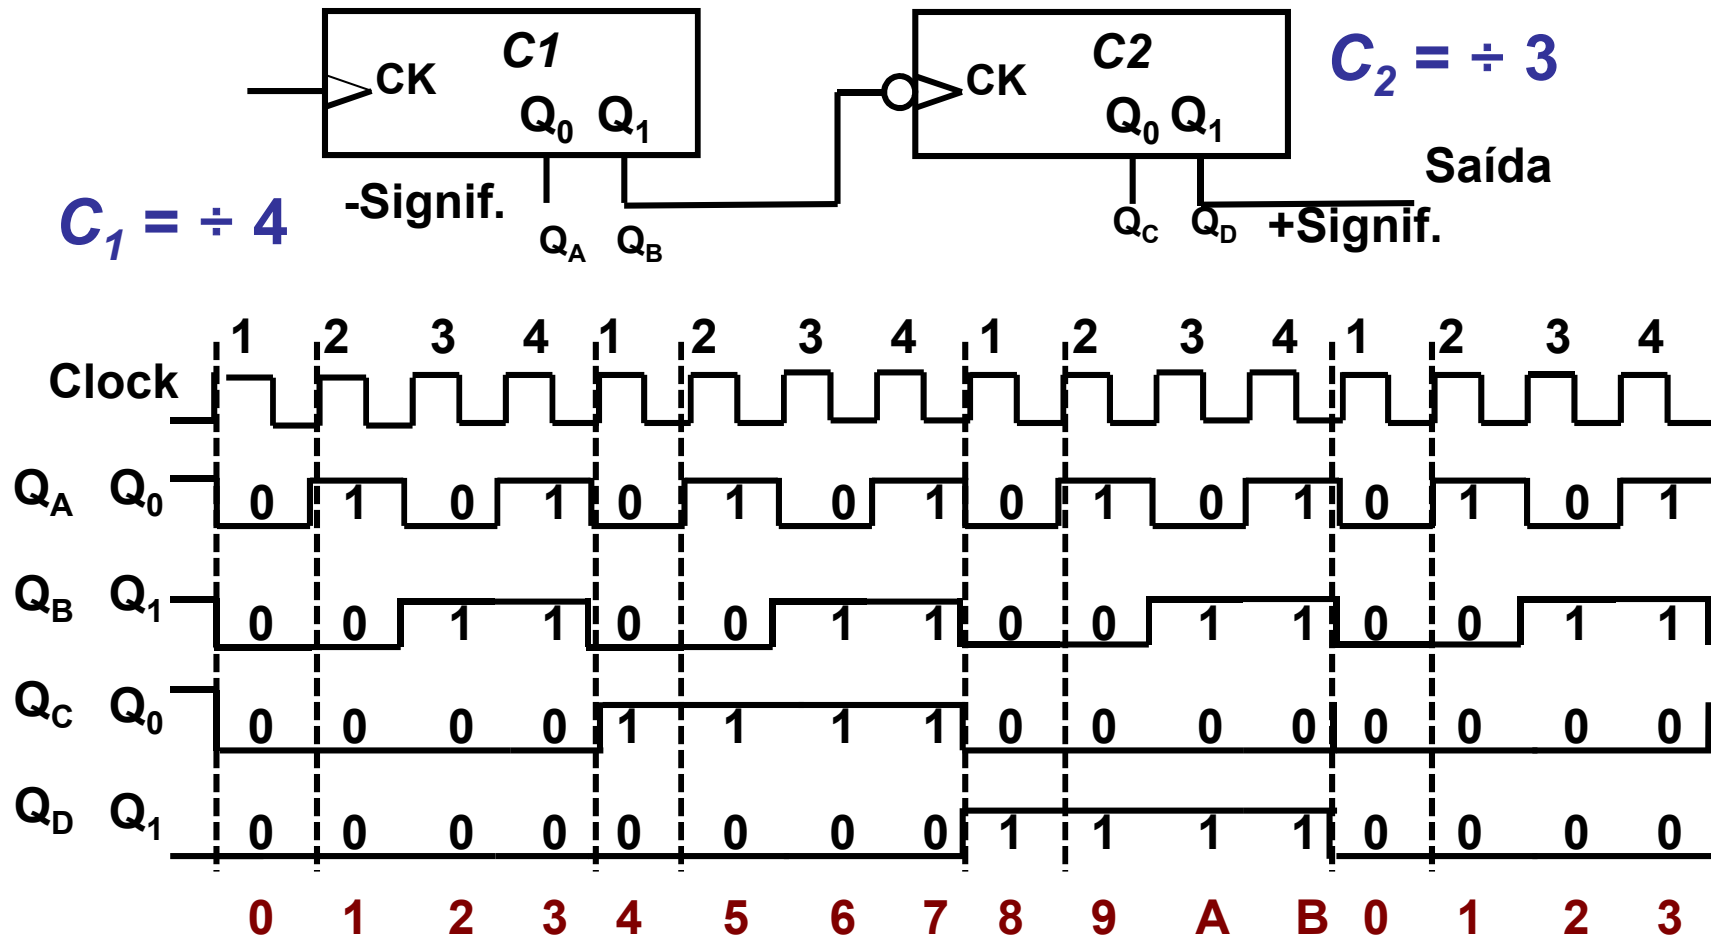 C1
CK
Q0 Q1
C2
CK
Q0 Q1
C2 = ÷ 3
Saída
C1 = ÷ 4
-Signif.
QA QB
QC QD +Signif.
1 2 3 4 1 2 3 4 1 2 3 4 1 2 3 4
Clock
QA Q0 0 1 0 1 0 1 0 1 0 1 0 1 0 1 0 1
QB Q1 0 0 1 1 0 0 1 1 0 0 1 1 0 0 1 1
QC Q0 0 0 0 0 1 1 1 1 0 0 0 0 0 0 0 0
QD Q1 0 0 0 0 0 0 0 0 1 1 1 1 0 0 0 0
0 1 2 3 4 5 6 7 8 9 A B 0 1 2 3